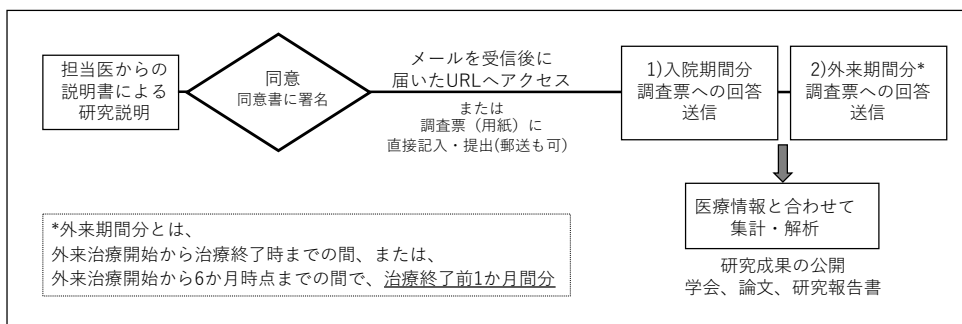 担当医からの
説明書による
研究説明
同意
同意書に署名
メールを受信後に
届いたURLへアクセス
または
調査票（用紙）に
直接記入・提出(郵送も可)
1)入院期間分
調査票への回答
送信
2)外来期間分*
調査票への回答
送信
医療情報と合わせて
集計・解析
研究成果の公開
学会、論文、研究報告書
*外来期間分とは、
外来治療開始から治療終了時までの間、または、
外来治療開始から6か月時点までの間で、治療終了前1か月間分